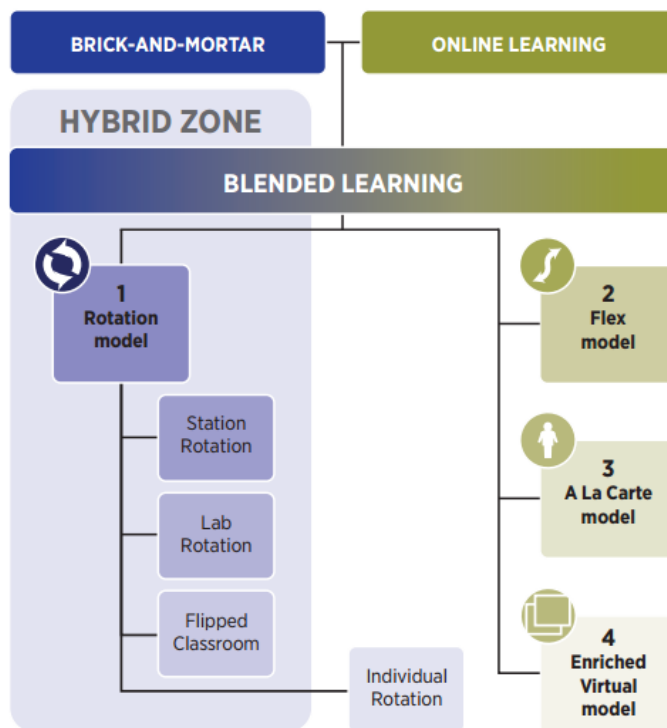 BRICK-AND-MORTAR
ONLINE LEARNING
HYBRID ZONE
BLENDED LEARNING
1
Rotation
model
Station
Rotation
Lab
Rotation
Flipped
Classroom
Individual
Rotation
2
Flex
model
3
A La Carte
model
4
Enriched
Virtual
model